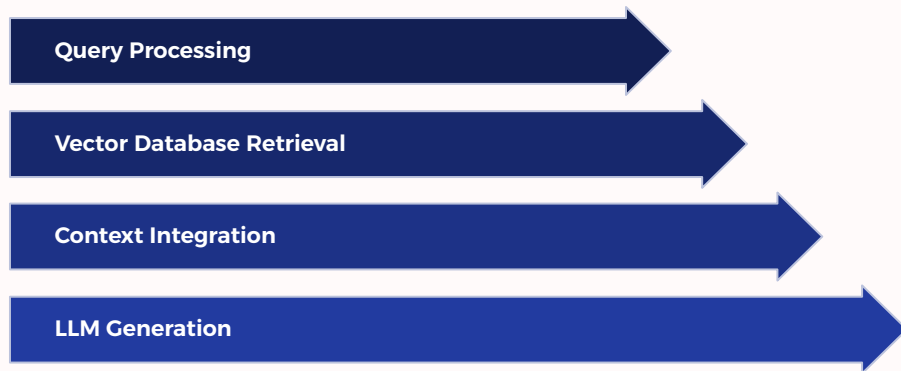 Query Processing
Vector Database Retrieval
Context Integration
LLM Generation